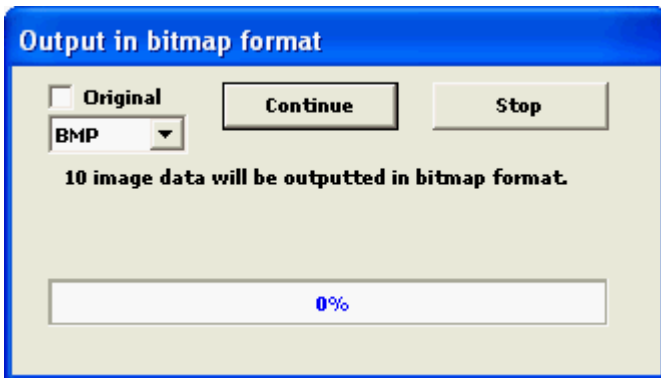 Output in bitmap format
Original
Continue
Stop
BMP
10 image data will be outputted in bitmap format.
0%